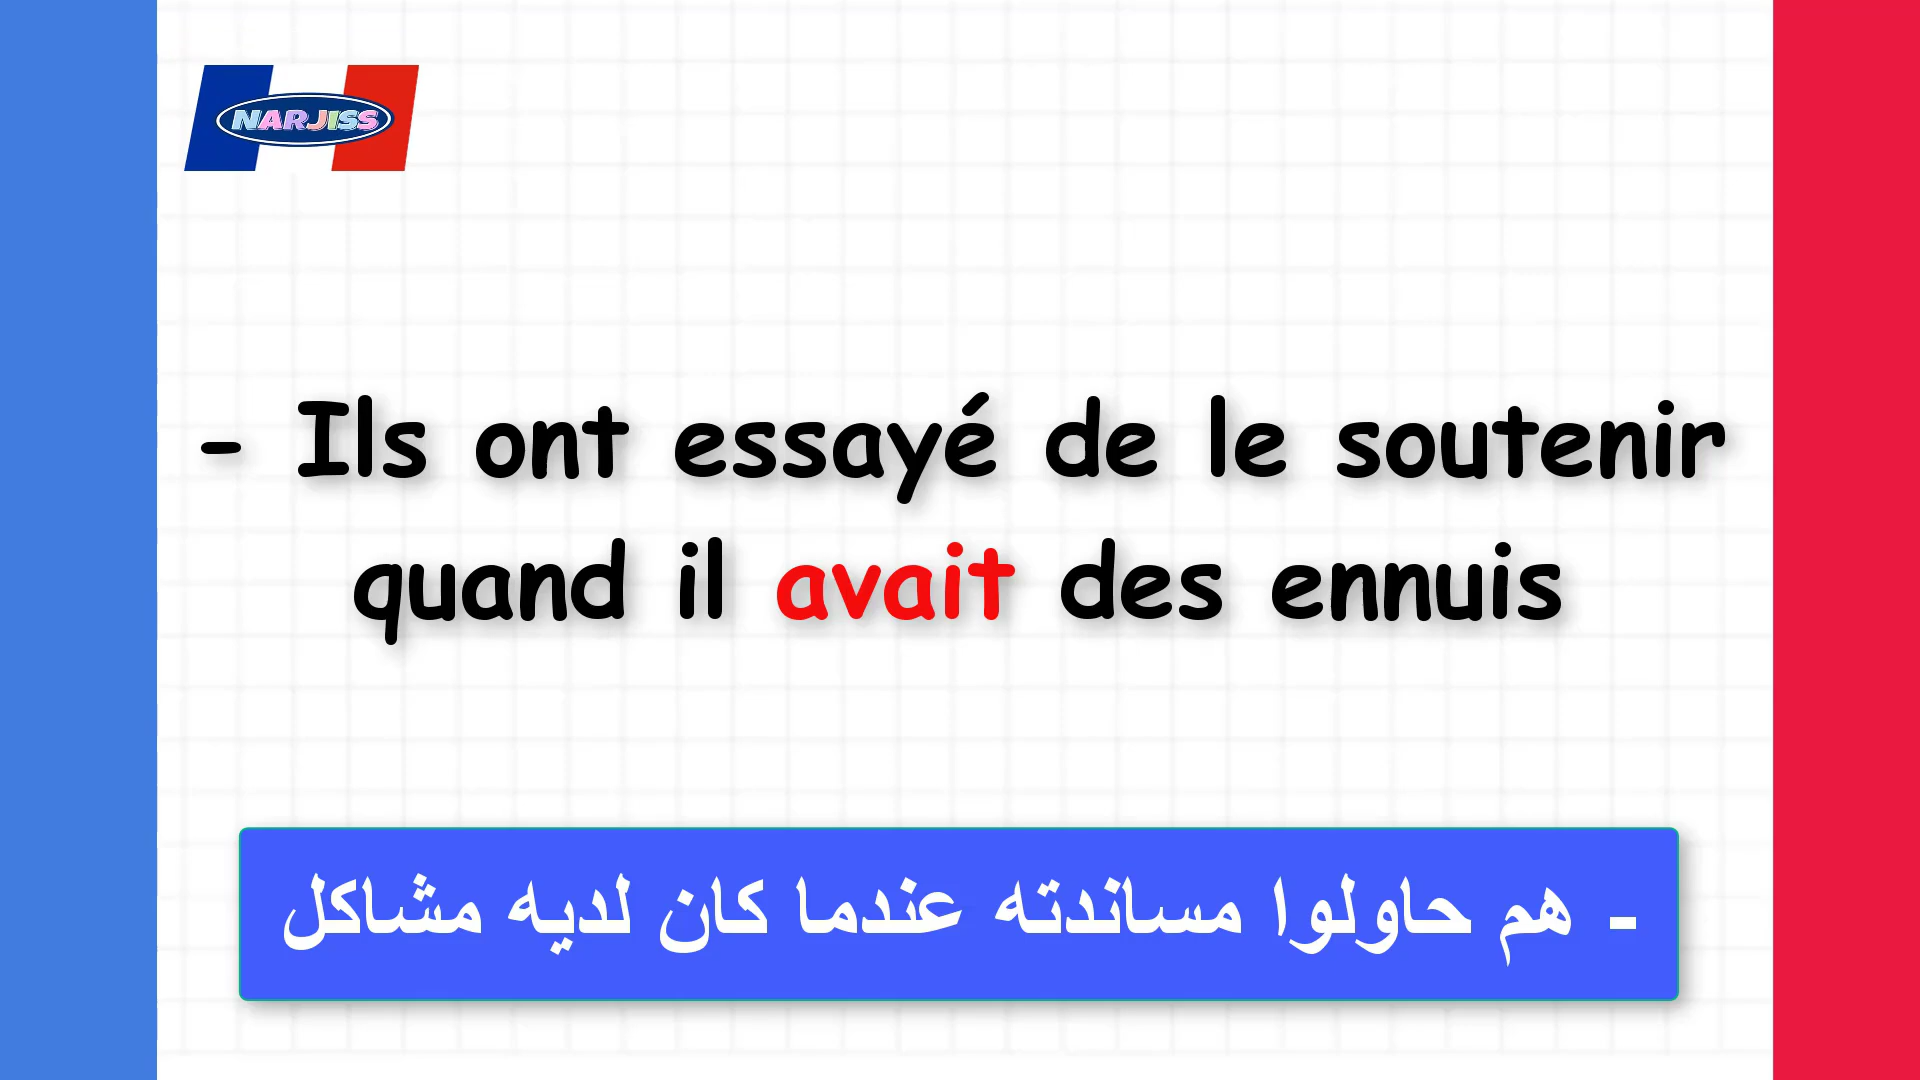 NARJISS
- Ils ont essayé de le soutenir
quand il avait des ennuis
- هم حاولوا مساندته عندما كان لديه مشاكل